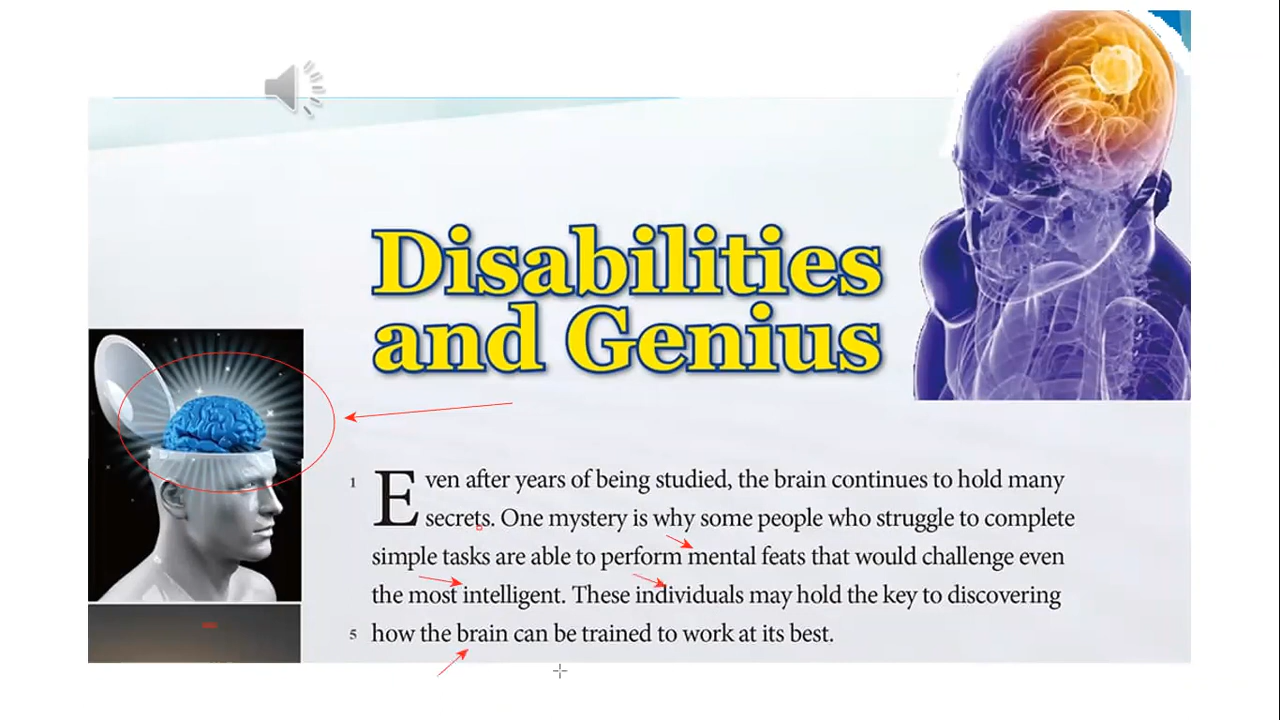 Disabilities
and Genius
1 Even after years of being studied, the brain continues to hold many
secrets. One mystery is why some people who struggle to complete
simple tasks are able to perform mental feats that would challenge even
the most intelligent. These individuals may hold the key to discovering
5 how the brain can be trained to work at its best.